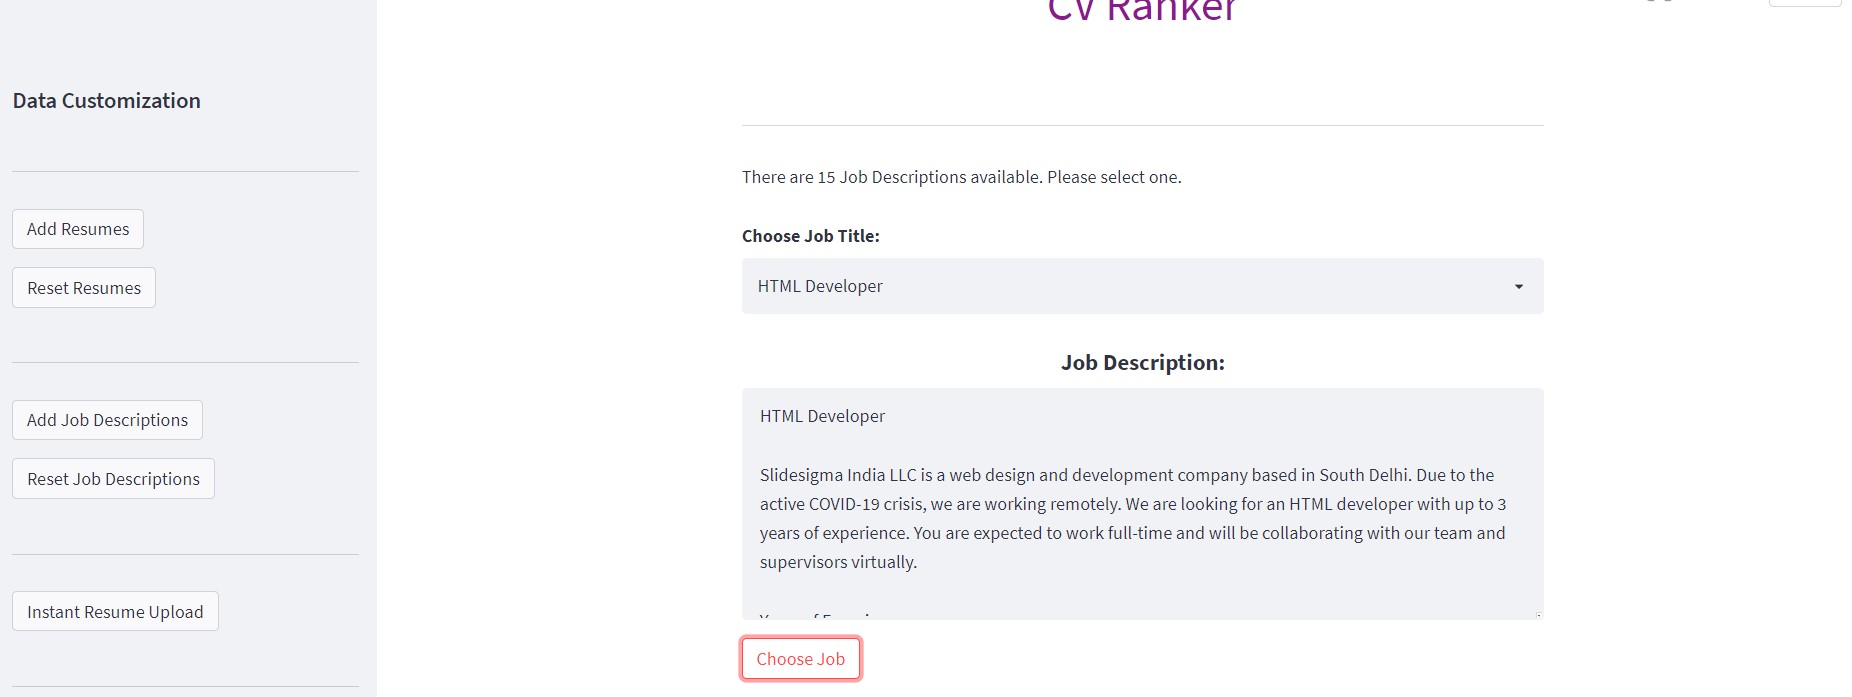 CV Ranker
Data Customization
Add Resumes
Reset Resumes
Add Job Descriptions
Reset Job Descriptions
Instant Resume Upload
There are 15 Job Descriptions available. Please select one.
Choose Job Title:
HTML Developer
Job Description:
HTML Developer
Slidesigma India LLC is a web design and development company based in South Delhi. Due to the
active COVID-19 crisis, we are working remotely. We are looking for an HTML developer with up to 3
years of experience. You are expected to work full-time and will be collaborating with our team and
supervisors virtually.
Choose Job